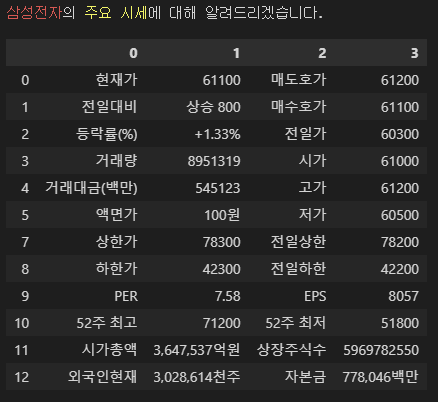 삼성전자의 주요 시세에 대해 알려드리겠습니다.
0 1 2 3
0 현재가 61100 매도호가 61200
1 전일대비 상승 800 매수호가 61100
2 등락률(%) +1.33% 전일가 60300
3 거래량 8951319 시가 61000
4 거래대금(백만) 545123 고가 61200
5 액면가 100원 저가 60500
7 상한가 78300 전일상한 78200
8 하한가 42300 전일하한 42200
9 PER 7.58 EPS 8057
10 52주 최고 71200 52주 최저 51800
11 시가총액 3,647,537억원 상장주식수 5969782550
12 외국인현재 3,028,614천주 자본금 778,046백만